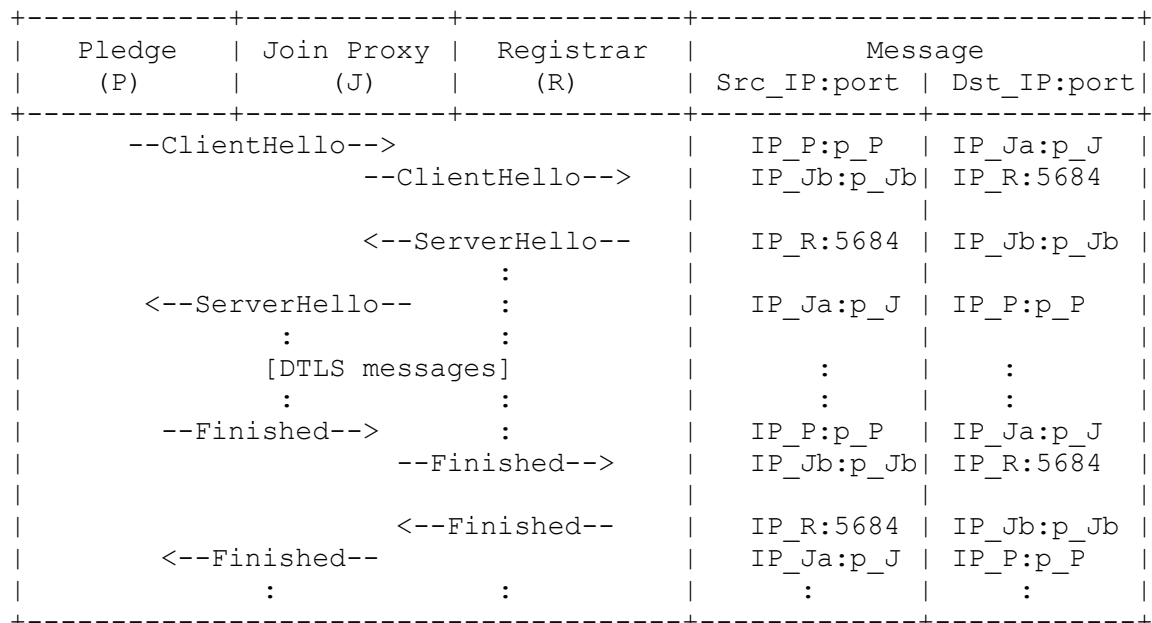 +------------+------------+-------------+--------------------------+
|   Pledge   | Join Proxy |  Registrar  |          Message         |
|    (P)     |     (J)    |     (R)     | Src_IP:port | Dst_IP:port|
+------------+------------+-------------+-------------+------------+
|      --ClientHello-->                 |   IP_P:p_P  | IP_Ja:p_J  |
|                    --ClientHello-->   |   IP_Jb:p_Jb| IP_R:5684  |
|                                       |             |            |
|                    <--ServerHello--   |   IP_R:5684 | IP_Jb:p_Jb |
|                            :          |             |            |
|       <--ServerHello--     :          |   IP_Ja:p_J | IP_P:p_P   |
|               :            :          |             |            |
|              [DTLS messages]          |       :     |    :       |
|               :            :          |       :     |    :       |
|        --Finished-->       :          |   IP_P:p_P  | IP_Ja:p_J  |
|                      --Finished-->    |   IP_Jb:p_Jb| IP_R:5684  |
|                                       |             |            |
|                      <--Finished--    |   IP_R:5684 | IP_Jb:p_Jb |
|        <--Finished--                  |   IP_Ja:p_J | IP_P:p_P   |
|              :             :          |      :      |     :      |
+---------------------------------------+-------------+------------+